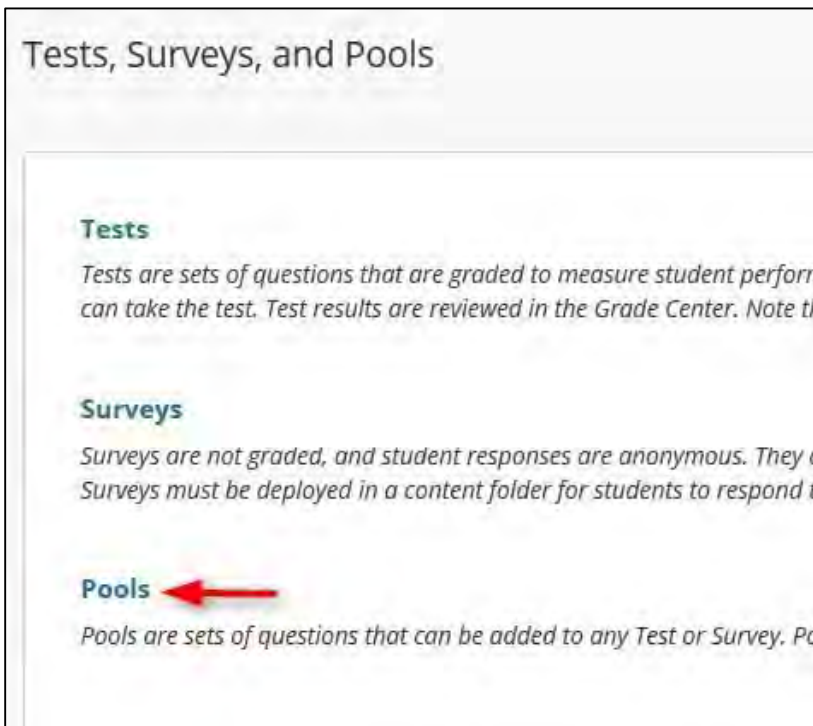 Tests, Surveys, and Pools
Tests
Tests are sets of questions that are graded to measure student
can take the test. Test results are reviewed in the Grade Center. Note
Surveys
Surveys are not graded, and student responses are anonymous. They
Surveys must be deployed in a content folder for students to respond
Pools
Pools are sets of questions that can be added to any Test or Survey.